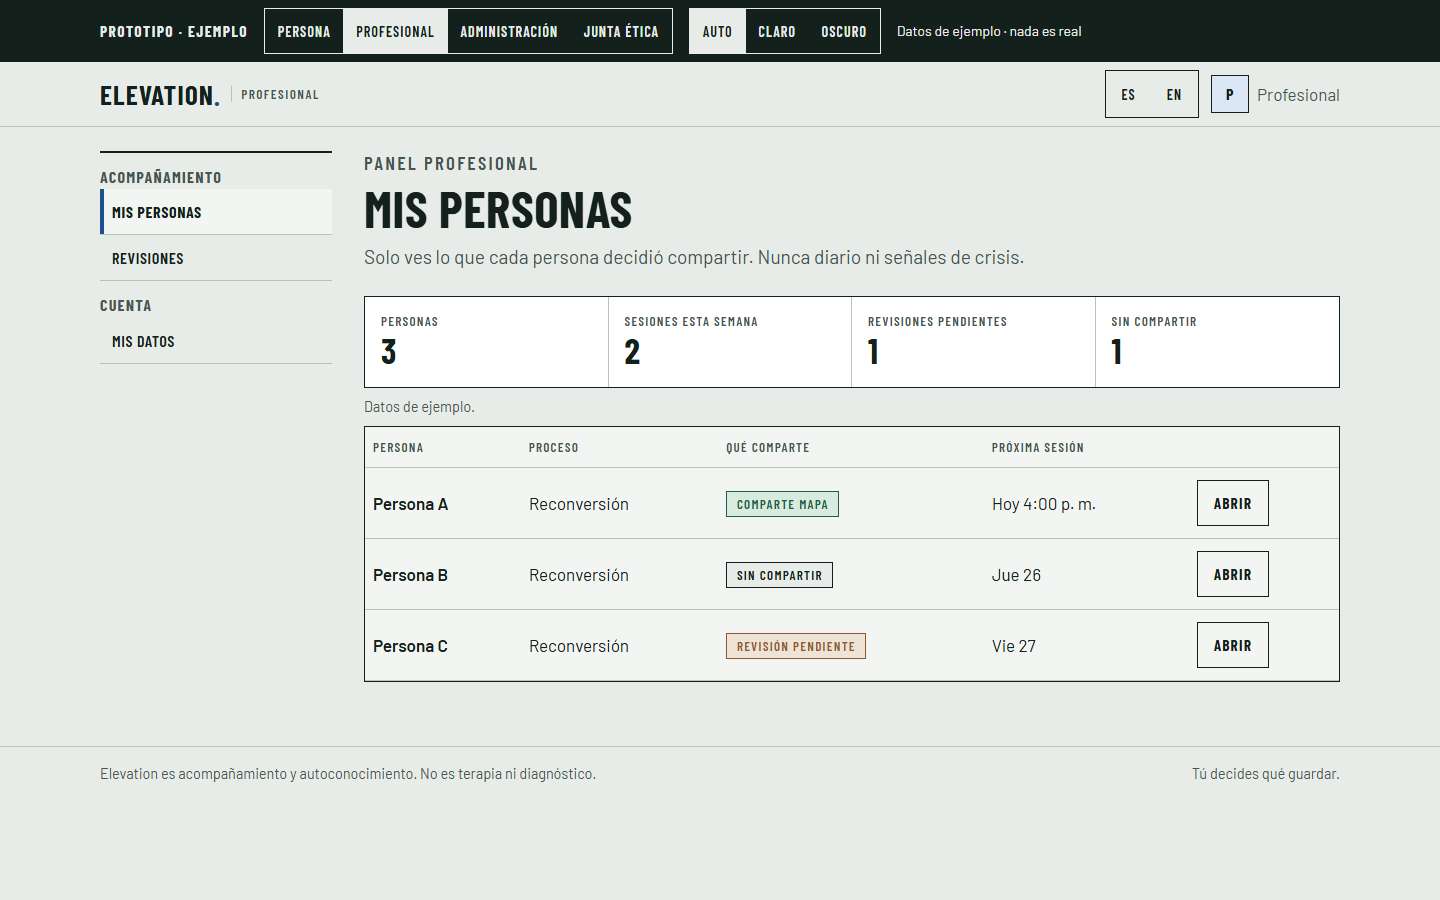 PROTOTIPO · EJEMPLO PERSONA PROFESIONAL ADMINISTRACIÓN JUNTA ÉTICA AUTO CLARO OSCURO Datos de ejemplo · nada es real
ELEVATION. PROFESIONAL ES EN P Profesional
ACOMPAÑAMIENTO
MIS PERSONAS
REVISIONES
CUENTA
MIS DATOS
PANEL PROFESIONAL
MIS PERSONAS
Solo ves lo que cada persona decidió compartir. Nunca diario ni señales de crisis.
PERSONAS SESIONES ESTA SEMANA REVISIONES PENDIENTES SIN COMPARTIR
3 2 1 1
Datos de ejemplo.
PERSONA PROCESO QUÉ COMPARTE PRÓXIMA SESIÓN
Persona A Reconversión COMPARTE MAPA Hoy 4:00 p. m. ABRIR
Persona B Reconversión SIN COMPARTIR Jue 26 ABRIR
Persona C Reconversión REVISIÓN PENDIENTE Vie 27 ABRIR
Elevation es acompañamiento y autoconocimiento. No es terapia ni diagnóstico. Tú decides qué guardar.